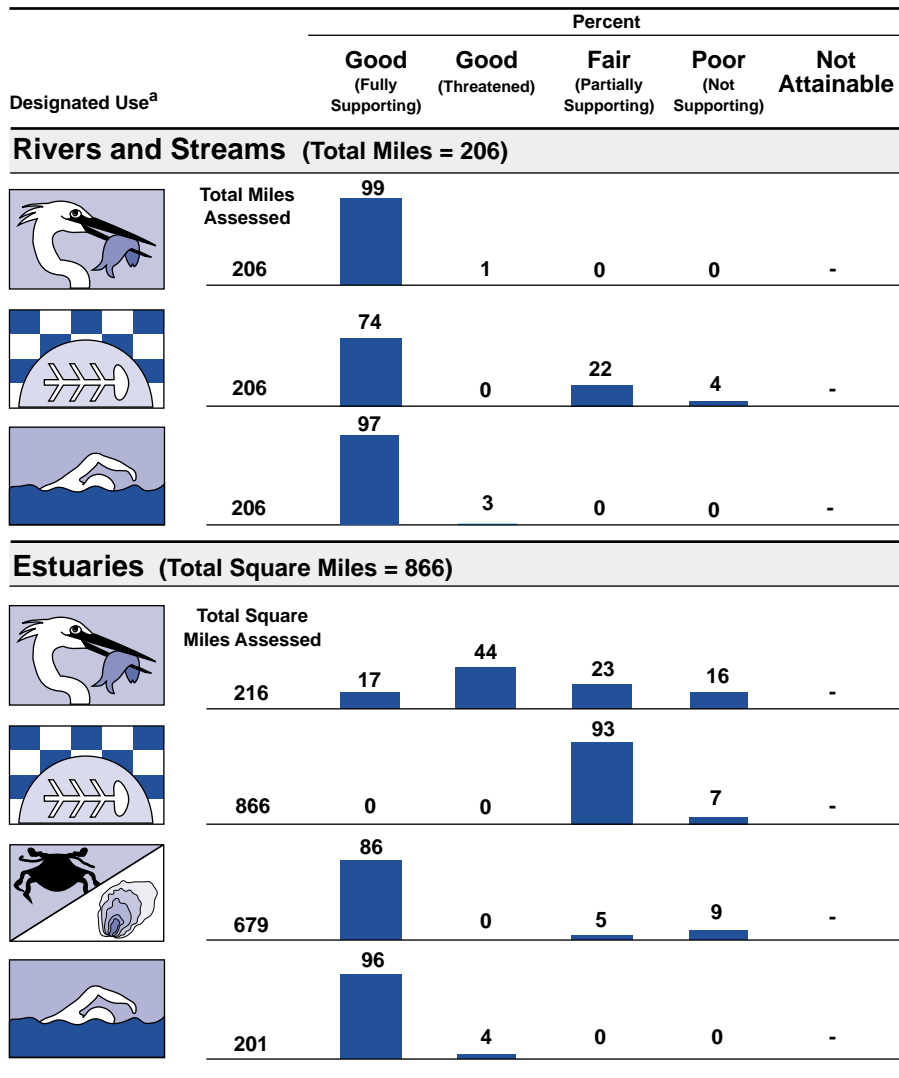 Percent
Designated Use^a
Good (Fully Supporting)
Good (Threatened)
Fair (Partially Supporting)
Poor (Not Supporting)
Not Attainable
Rivers and Streams (Total Miles = 206)
Total Miles Assessed
206 99 1 0 0 -
206 74 0 22 4 -
206 97 3 0 0 -
Estuaries (Total Square Miles = 866)
Total Square Miles Assessed
216 17 44 23 16 -
866 0 0 93 7 -
679 86 0 5 9 -
201 96 4 0 0 -